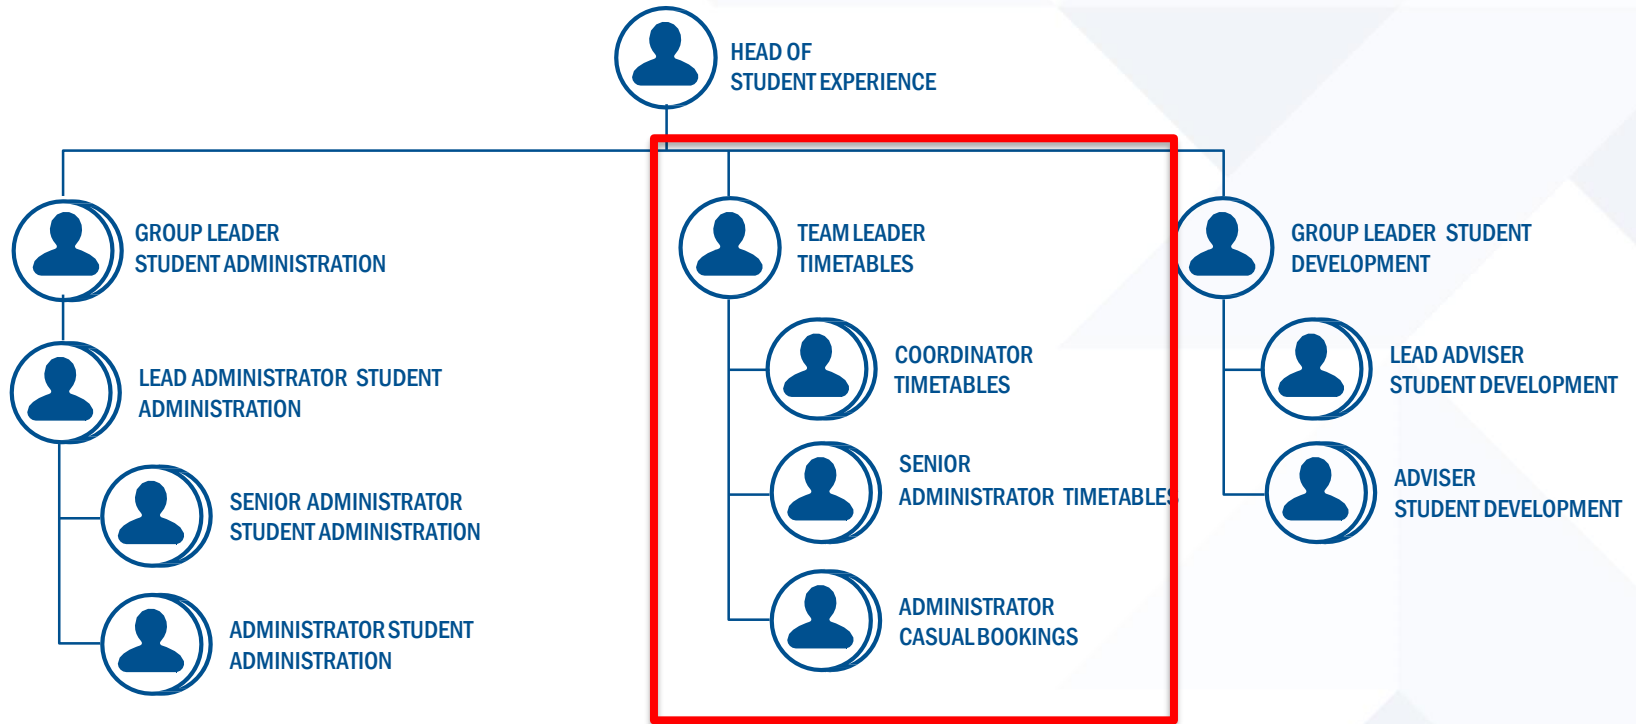 HEAD OF
STUDENT EXPERIENCE
GROUP LEADER
STUDENT ADMINISTRATION
LEAD ADMINISTRATOR STUDENT
ADMINISTRATION
SENIOR ADMINISTRATOR
STUDENT ADMINISTRATION
ADMINISTRATOR STUDENT
ADMINISTRATION
TEAM LEADER
TIMETABLES
COORDINATOR
TIMETABLES
SENIOR
ADMINISTRATOR TIMETABLES
ADMINISTRATOR
CASUAL BOOKINGS
GROUP LEADER STUDENT
DEVELOPMENT
LEAD ADVISER
STUDENT DEVELOPMENT
ADVISER
STUDENT DEVELOPMENT